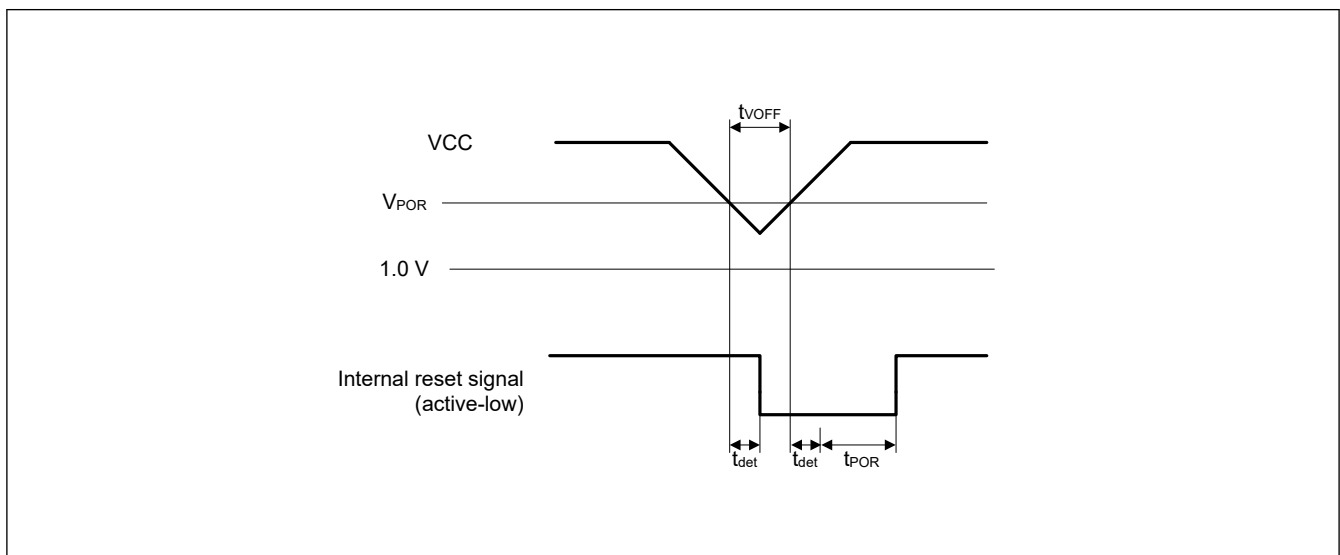 tVOFF
VCC
VPOR
1.0 V
Internal reset signal
(active-low)
tdet
tdet
tPOR